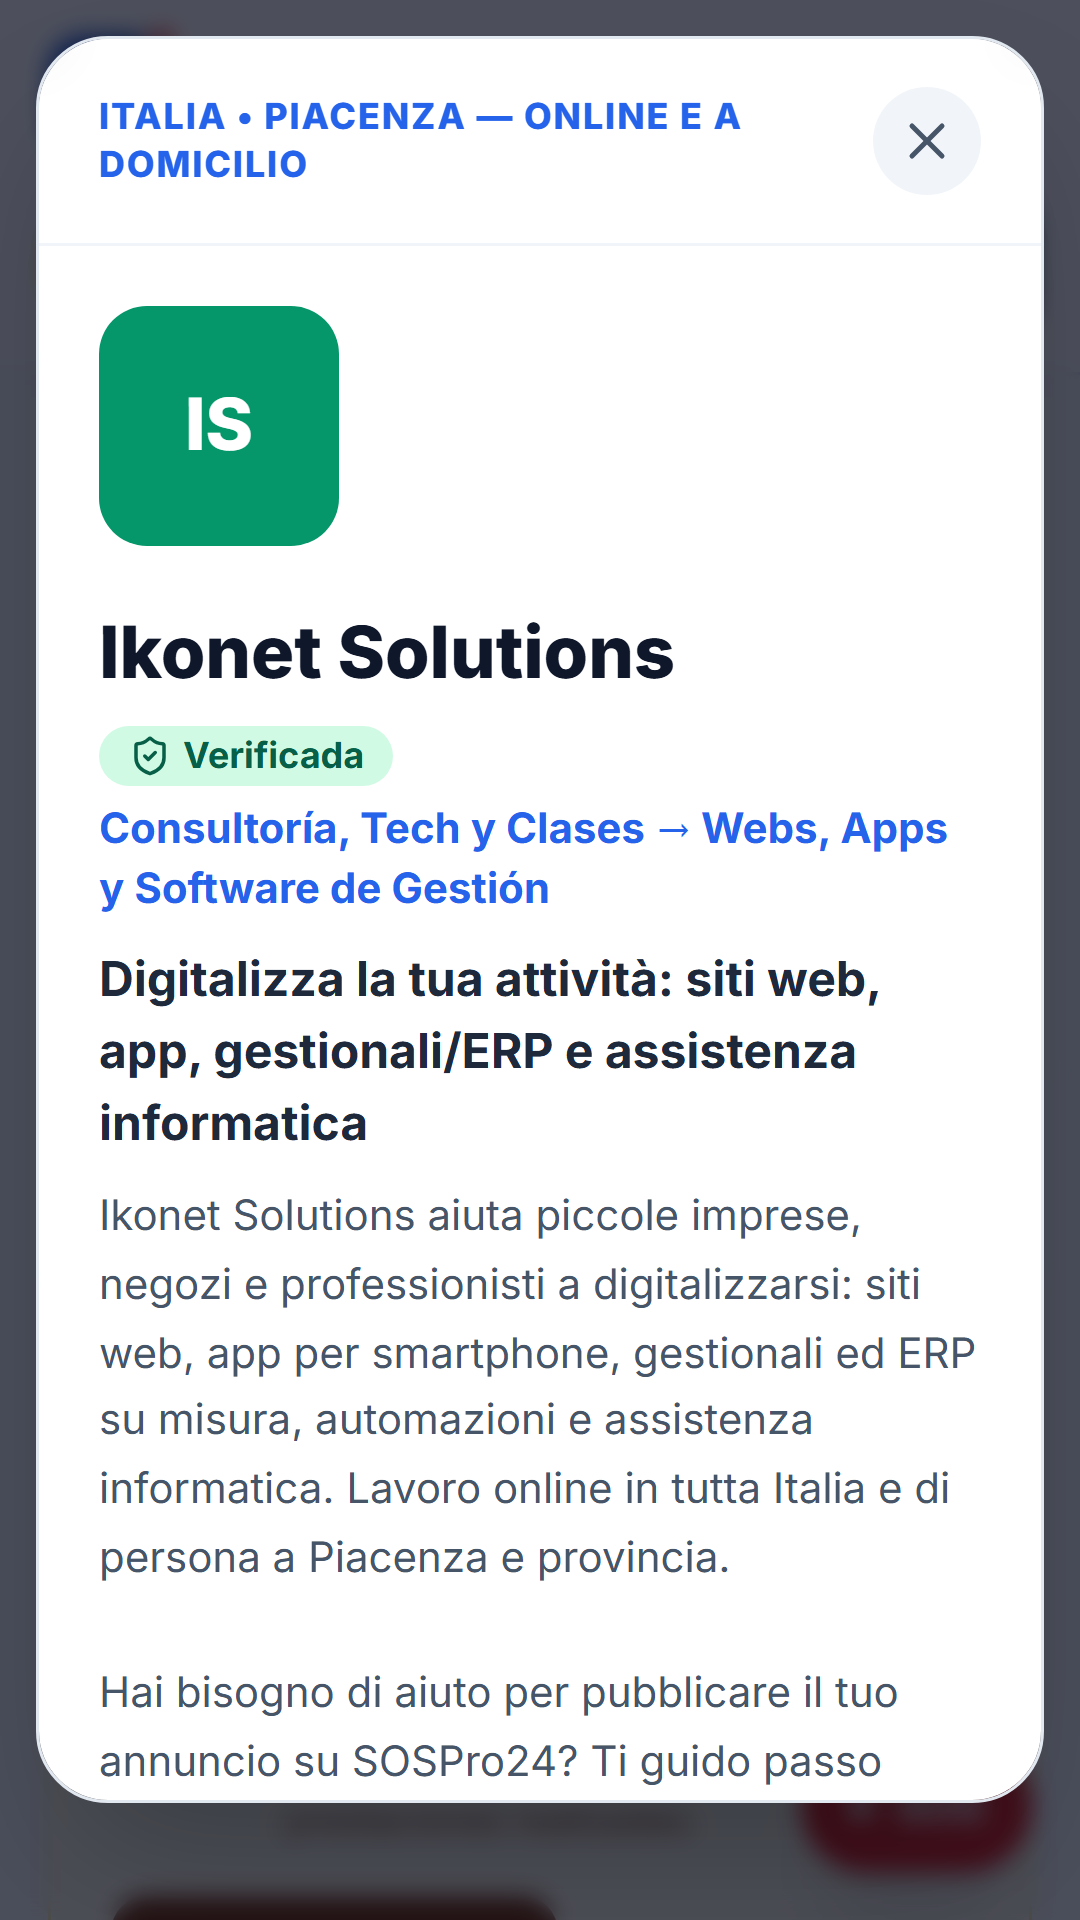 ITALIA • PIACENZA — ONLINE E A
DOMICILIO
IS
Ikonet Solutions
Verificada
Consultoría, Tech y Clases → Webs, Apps
y Software de Gestión
Digitalizza la tua attività: siti web,
app, gestionali/ERP e assistenza
informatica
Ikonet Solutions aiuta piccole imprese,
negozi e professionisti a digitalizzarsi: siti
web, app per smartphone, gestionali ed ERP
su misura, automazioni e assistenza
informatica. Lavoro online in tutta Italia e di
persona a Piacenza e provincia.
Hai bisogno di aiuto per pubblicare il tuo
annuncio su SOSPro24? Ti guido passo